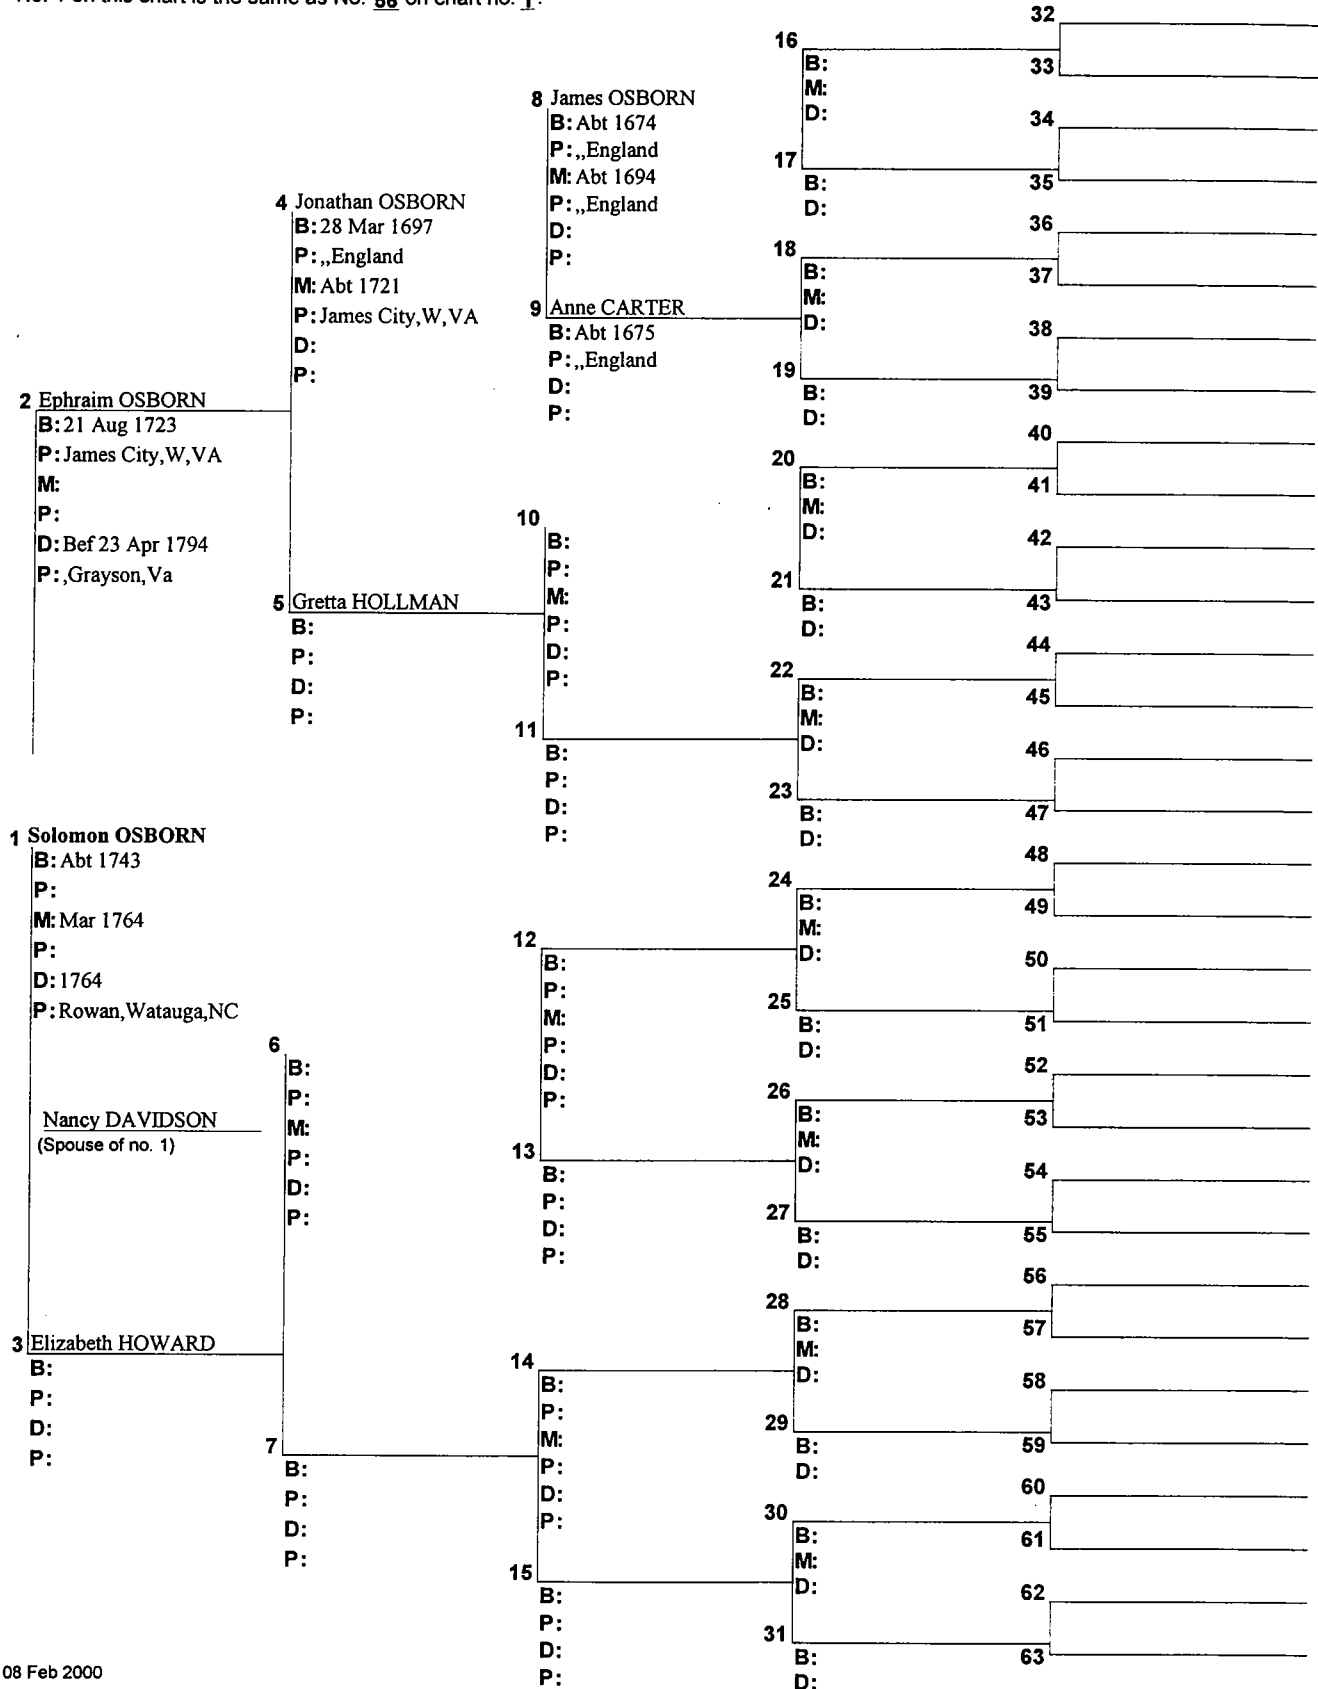 No. 1 on this chart is the same as No. 56 on chart no. 1.
2 Ephraim OSBORN
B: 21 Aug 1723
P: James City,W,VA
M:
P:
D: Bef 23 Apr 1794
P: ,Grayson,Va
1 Solomon OSBORN
B: Abt 1743
P:
M: Mar 1764
P:
D: 1764
P: Rowan,Watauga,NC
Nancy DAVIDSON
(Spouse of no. 1)
3 Elizabeth HOWARD
B:
P:
D:
P:
4 Jonathan OSBORN
B: 28 Mar 1697
P: ,,England
M: Abt 1721
P: James City,W,VA
D:
P:
5 Gretta HOLLMAN
B:
P:
D:
P:
6
B:
P:
M:
P:
D:
P:
7
B:
P:
D:
P:
8 James OSBORN
B: Abt 1674
P: ,,England
M: Abt 1694
P: ,,England
D:
P:
9 Anne CARTER
B: Abt 1675
P: ,,England
D:
P:
10
B:
P:
M:
P:
D:
P:
11
B:
P:
D:
P:
12
B:
P:
M:
P:
D:
P:
13
B:
P:
D:
P:
14
B:
P:
M:
P:
D:
P:
15
B:
P:
D:
P:
16
B:
M:
D:
17
B:
D:
18
B:
M:
D:
19
B:
D:
20
B:
M:
D:
21
B:
D:
22
B:
M:
D:
23
B:
D:
24
B:
M:
D:
25
B:
D:
26
B:
M:
D:
27
B:
D:
28
B:
M:
D:
29
B:
D:
30
B:
M:
D:
31
B:
D:
32
33
34
35
36
37
38
39
40
41
42
43
44
45
46
47
48
49
50
51
52
53
54
55
56
57
58
59
60
61
62
63
08 Feb 2000